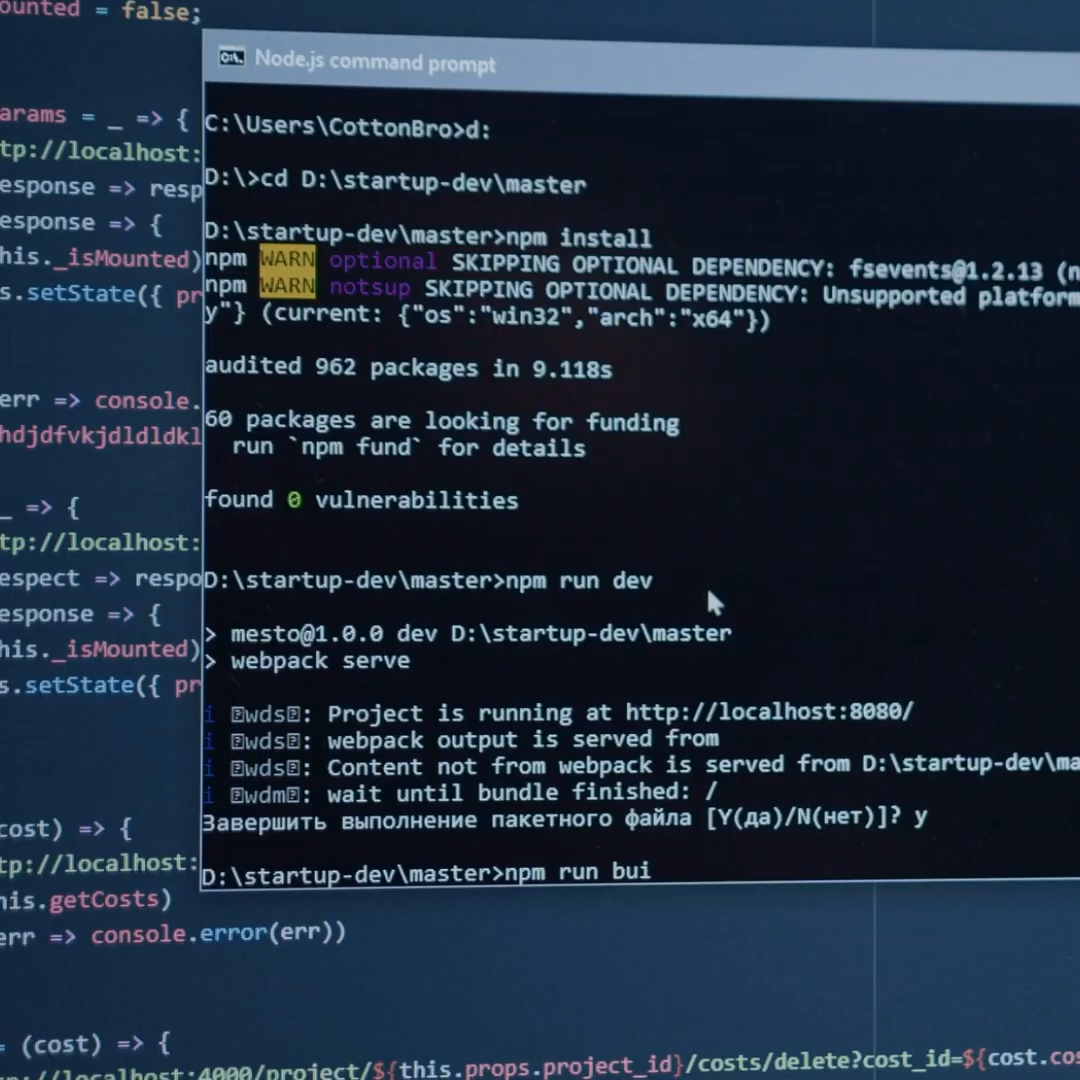 ounted = false;
Node.js command prompt
C:\Users\CottonBro>d:
D:\>cd D:\startup-dev\master
D:\startup-dev\master>npm install
npm WARN optional SKIPPING OPTIONAL DEPENDENCY: fsevents@1.2.13 (n
npm WARN notsup SKIPPING OPTIONAL DEPENDENCY: Unsupported platform
y"} (current: {"os":"win32","arch":"x64"})
audited 962 packages in 9.118s
60 packages are looking for funding
run `npm fund` for details
found 0 vulnerabilities
D:\startup-dev\master>npm run dev
> mesto@1.0.0 dev D:\startup-dev\master
> webpack serve
i wds: Project is running at http://localhost:8080/
i wds: webpack output is served from
i wds: Content not from webpack is served from D:\startup-dev\ma
i wdm: wait until bundle finished: /
Завершить выполнение пакетного файла [Y(да)/N(нет)]? y
D:\startup-dev\master>npm run bui
arams = _ => {
tp://localhost:
esponse => resp
esponse => {
his._isMounted)
s.setState({ pr
err => console.
hdjdfvkjdldldkl
_ => {
tp://localhost:
espect => respo
esponse => {
his._isMounted)
s.setState({ pr
cost) => {
tp://localhost:
his.getCosts)
err => console.error(err))
= (cost) => {
p://localhost:4000/project/${this.props.project_id}/costs/delete?cost_id=${cost.cos